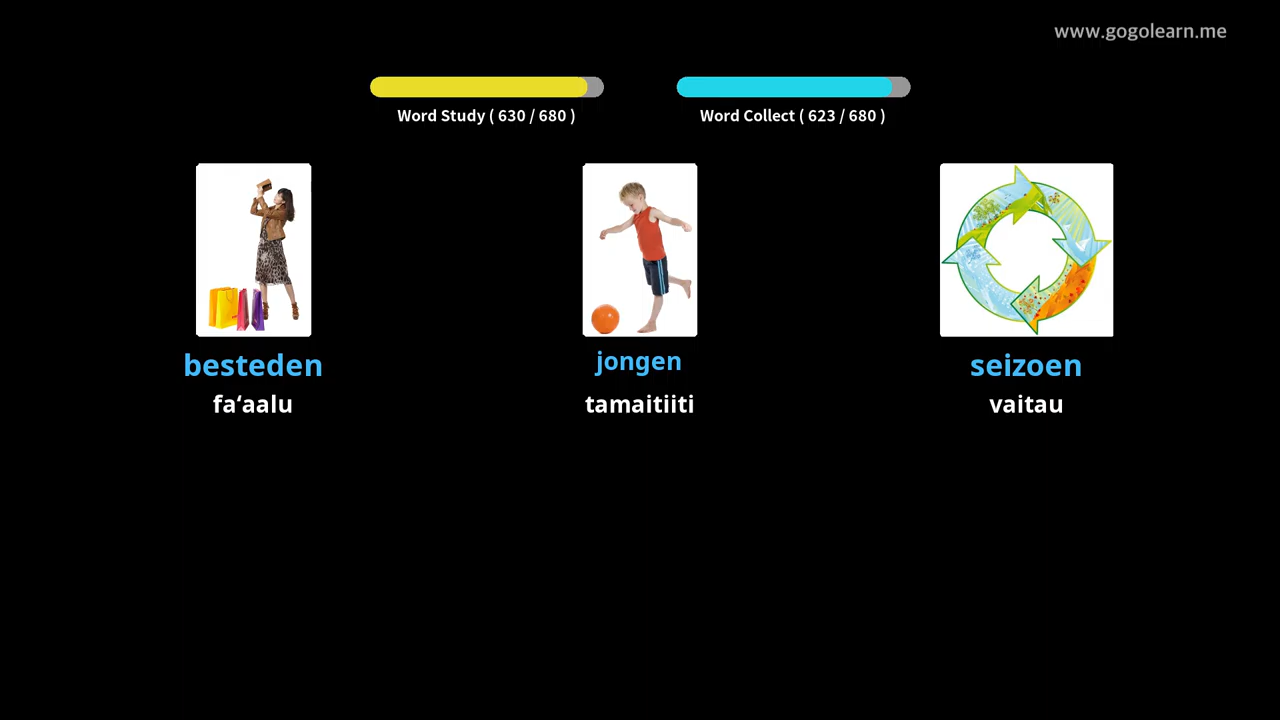 www.gogolearn.me
Word Study ( 630 / 680 )
Word Collect ( 623 / 680 )
besteden
jongen
seizoen
fa‘aalu
tamaitiiti
vaitau